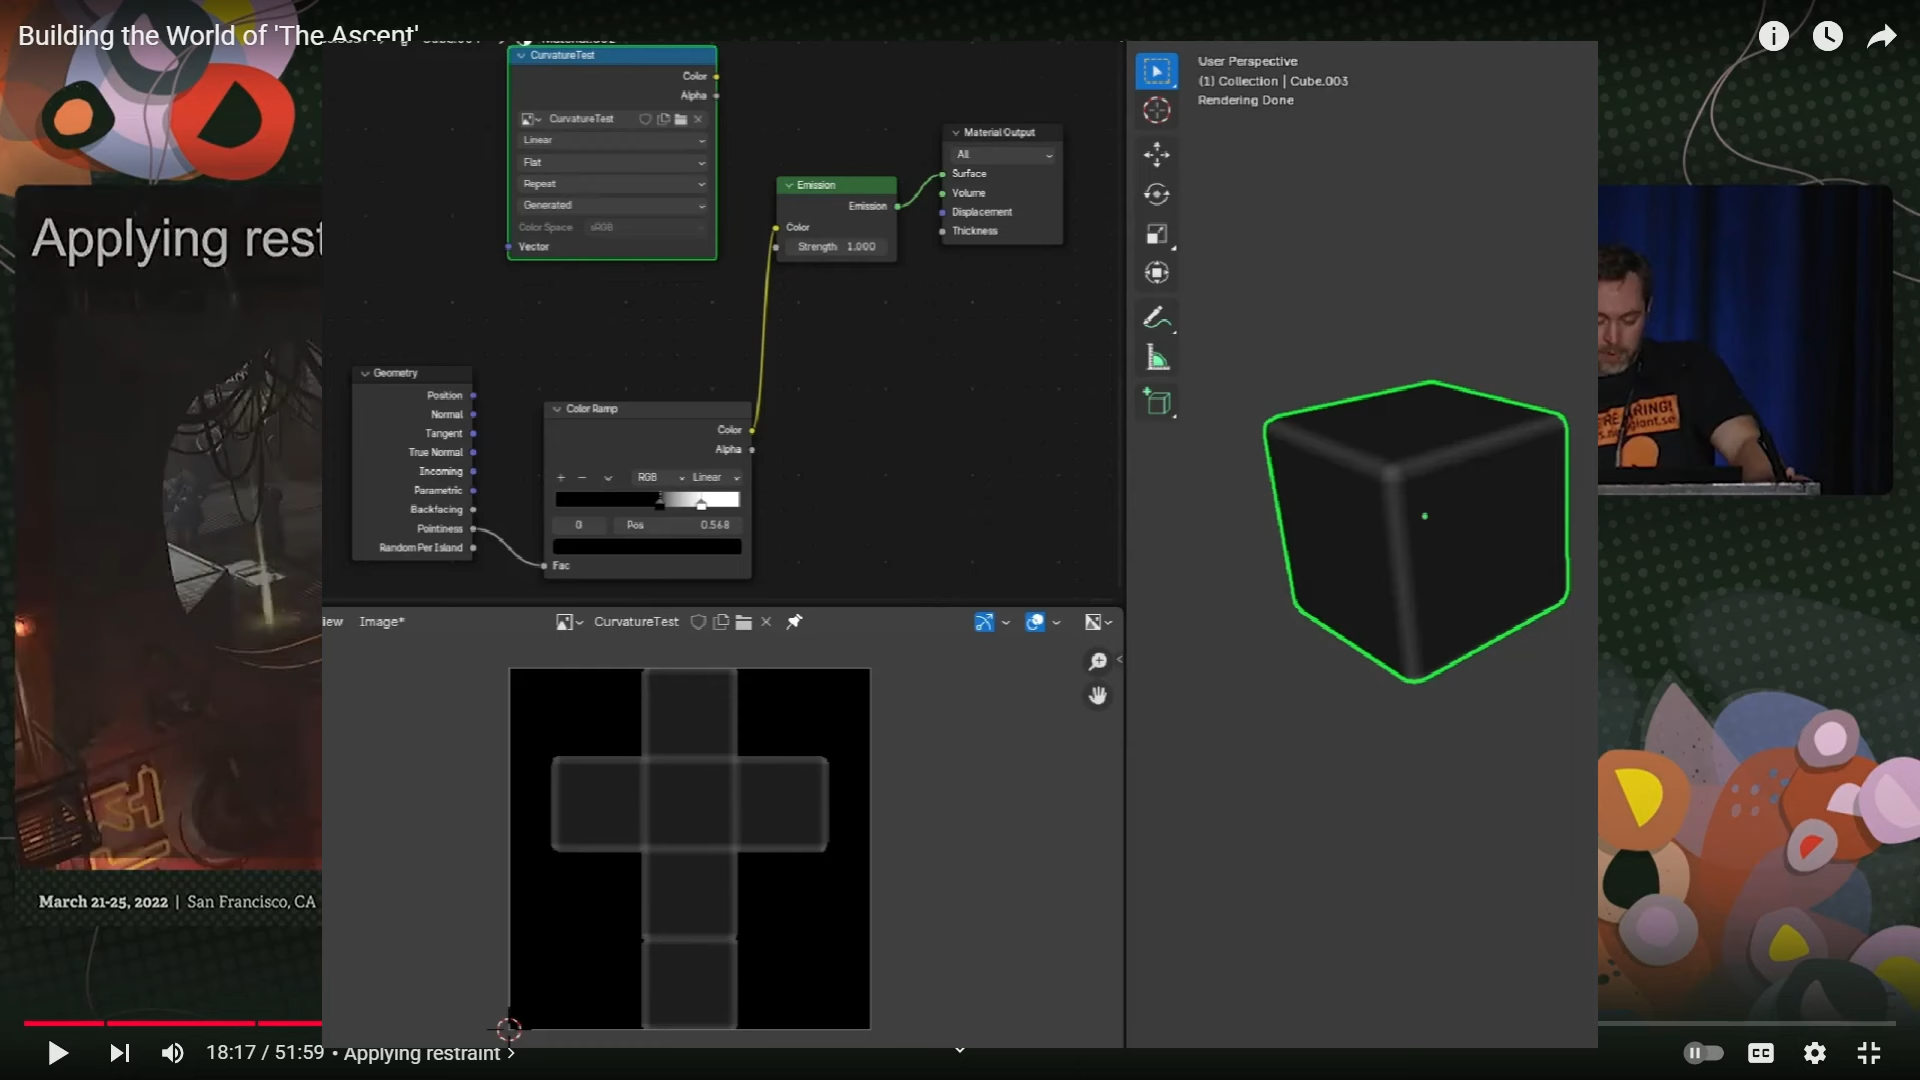 Building the World of 'The Ascent'
CurvatureTest
Color
Alpha
CurvatureTest
Linear
Flat
Repeat
Generated
Color Space sRGB
Vector
Emission
Emission
Color
Strength 1.000
Material Output
All
Surface
Volume
Displacement
Thickness
User Perspective
(1) Collection | Cube.003
Rendering Done
Applying rest
Geometry
Position
Normal
Tangent
True Normal
Incoming
Parametric
Backfacing
Pointiness
Random Per Island
Color Ramp
Color
Alpha
RGB
Linear
0
Pos 0.568
Fac
iew Image*
CurvatureTest
March 21-25, 2022 | San Francisco, CA
18:17 / 51:59 • Applying restraint
CC